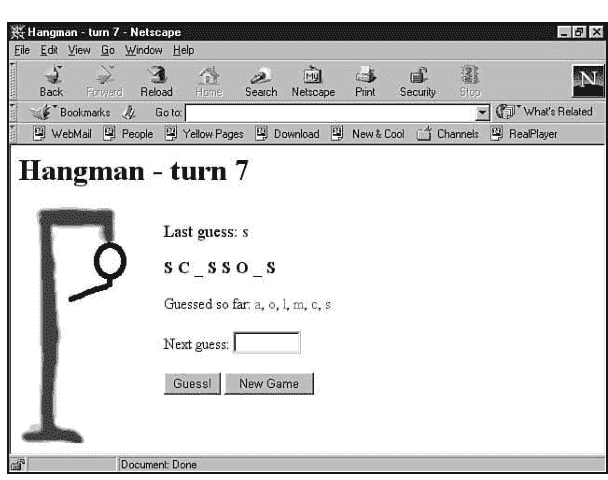 Hangman - turn 7 - Netscape
File Edit View Go Window Help
Back Forward Reload Home Search My Netscape Print Security Stop N
Bookmarks Go to: What's Related
WebMail People Yellow Pages Download New & Cool Channels RealPlayer
Hangman - turn 7
Last guess: s
S C _ S S O _ S
Guessed so far: a, o, l, m, c, s
Next guess:
Guess! New Game
Document: Done